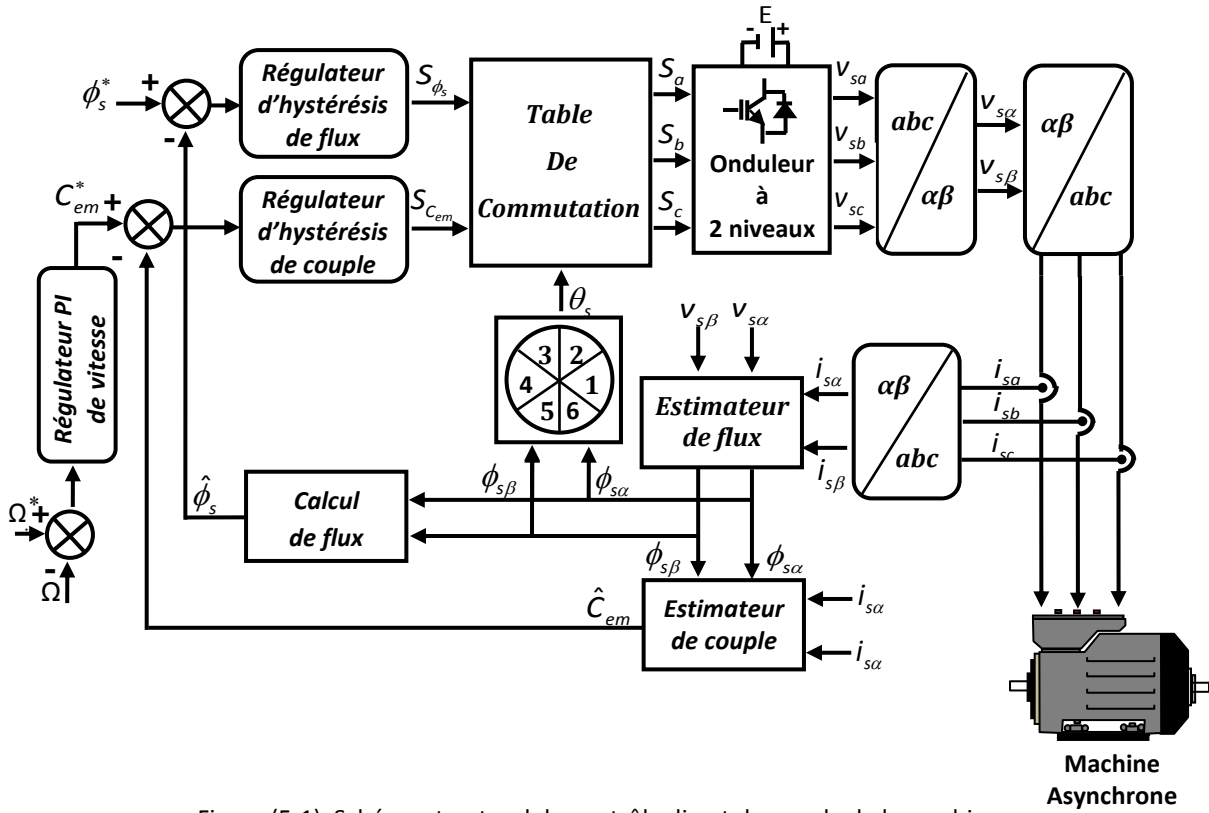 E
- +
ϕ*s
+
-
Régulateur
d'hystérésis
de flux
Sϕs
Table
De
Commutation
Sa
Sb
Sc
Onduleur
à
2 niveaux
vsa
vsb
vsc
abc
αβ
vsα
vsβ
αβ
abc
C*em
+
-
Régulateur
d'hystérésis
de couple
SCem
Régulateur PI
de vitesse
θs
3 2
4 1
5 6
vsβ vsα
Estimateur
de flux
isα
isβ
αβ
abc
isa
isb
isc
ϕ̂s
Calcul
de flux
ϕsβ ϕsα
Ω*
+
-
Ω
ϕsβ ϕsα
Ĉem
Estimateur
de couple
isα
isα
Machine
Asynchrone